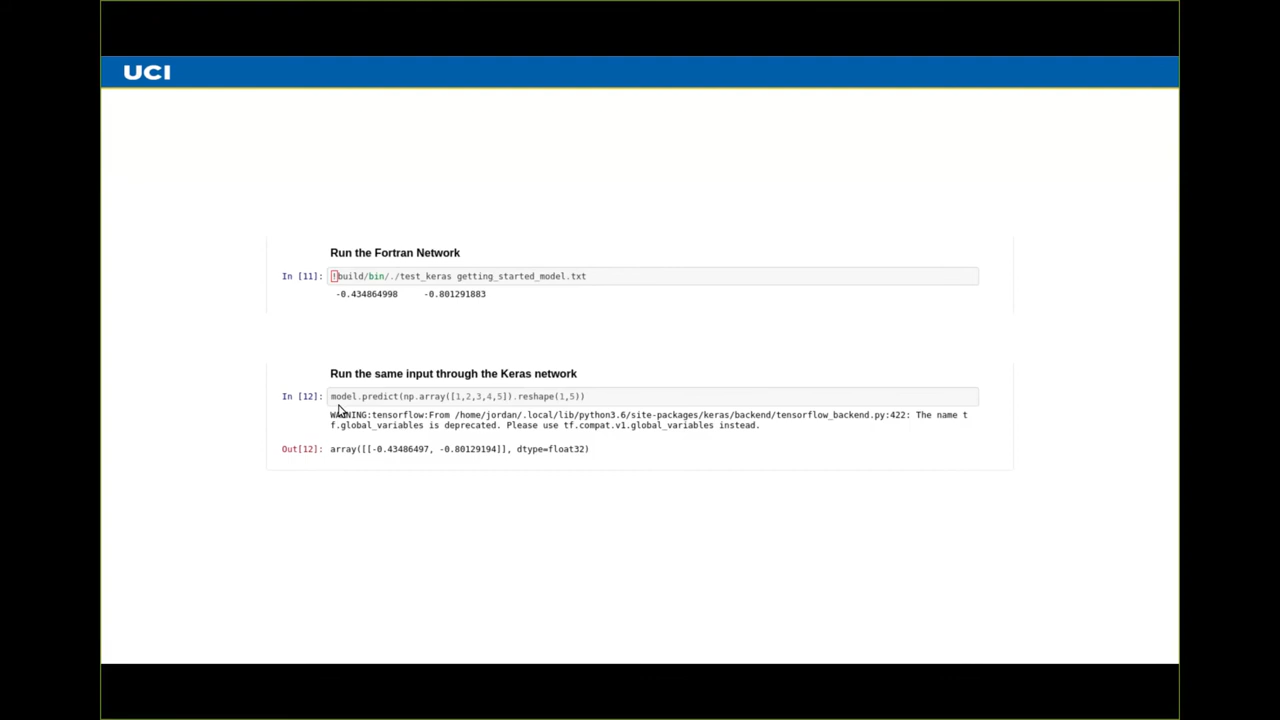 UCI
Run the Fortran Network
In [11]: !build/bin/./test_keras getting_started_model.txt
-0.434864998 -0.801291883
Run the same input through the Keras network
In [12]: model.predict(np.array([1,2,3,4,5]).reshape(1,5))
WARNING:tensorflow:From /home/jordan/.local/lib/python3.6/site-packages/keras/backend/tensorflow_backend.py:422: The name t
f.global_variables is deprecated. Please use tf.compat.v1.global_variables instead.
Out[12]: array([[-0.43486497, -0.80129194]], dtype=float32)